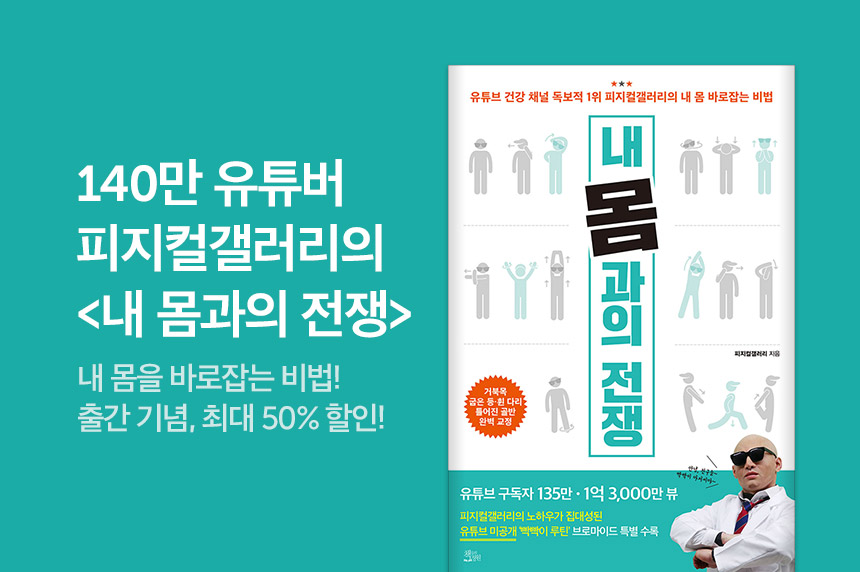 140만 유튜버
피지컬갤러리의
<내 몸과의 전쟁>
내 몸을 바로잡는 비법!
출간 기념, 최대 50% 할인!
유튜브 건강 채널 독보적 1위 피지컬갤러리의 내 몸 바로잡는 비법
내
몸
과의
전쟁
피지컬갤러리 지음
거북목
굽은 등·휜 다리
틀어진 골반
완벽 교정
유튜브 구독자 135만·1억 3,000만 뷰
피지컬갤러리의 노하우가 집대성된
유튜브 미공개 '빡빡이 루틴' 브로마이드 특별 수록